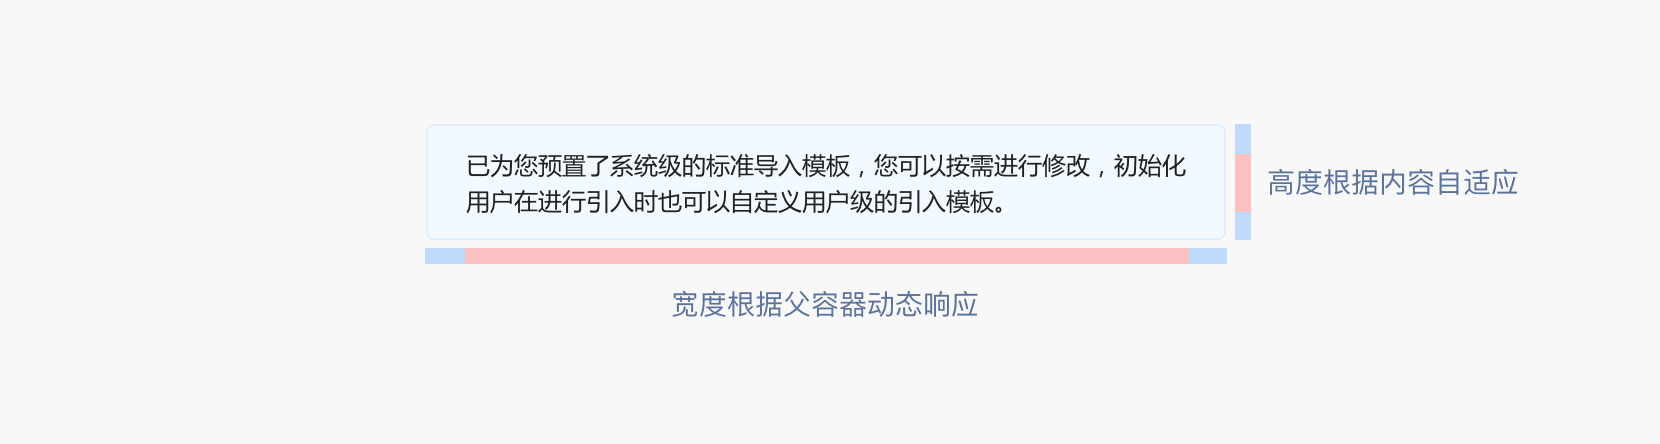 已为您预置了系统级的标准导入模板，您可以按需进行修改，初始化
用户在进行引入时也可以自定义用户级的引入模板。
高度根据内容自适应
宽度根据父容器动态响应